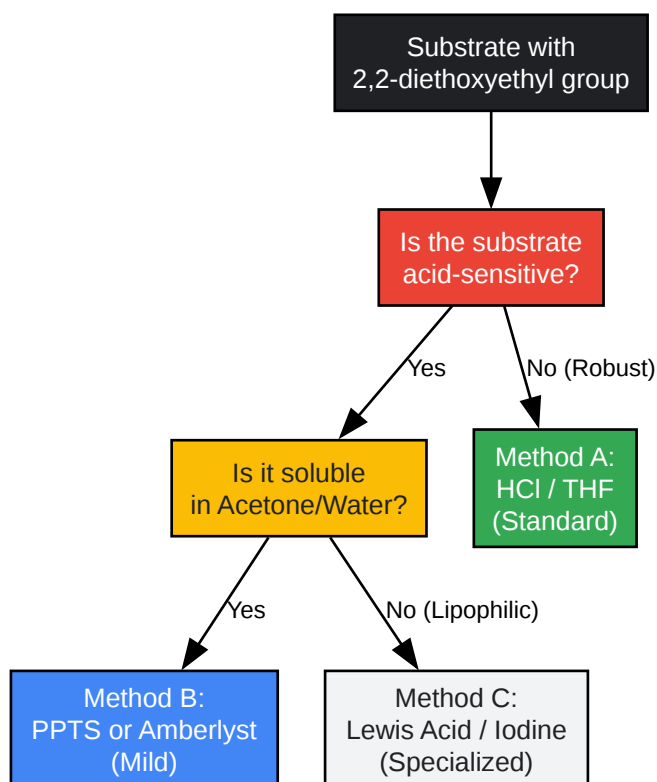 Substrate with
2,2-diethoxyethyl group
Is the substrate
acid-sensitive?
Yes
No (Robust)
Is it soluble
in Acetone/Water?
Method A:
HCl / THF
(Standard)
Yes
No (Lipophilic)
Method B:
PPTS or Amberlyst
(Mild)
Method C:
Lewis Acid / Iodine
(Specialized)